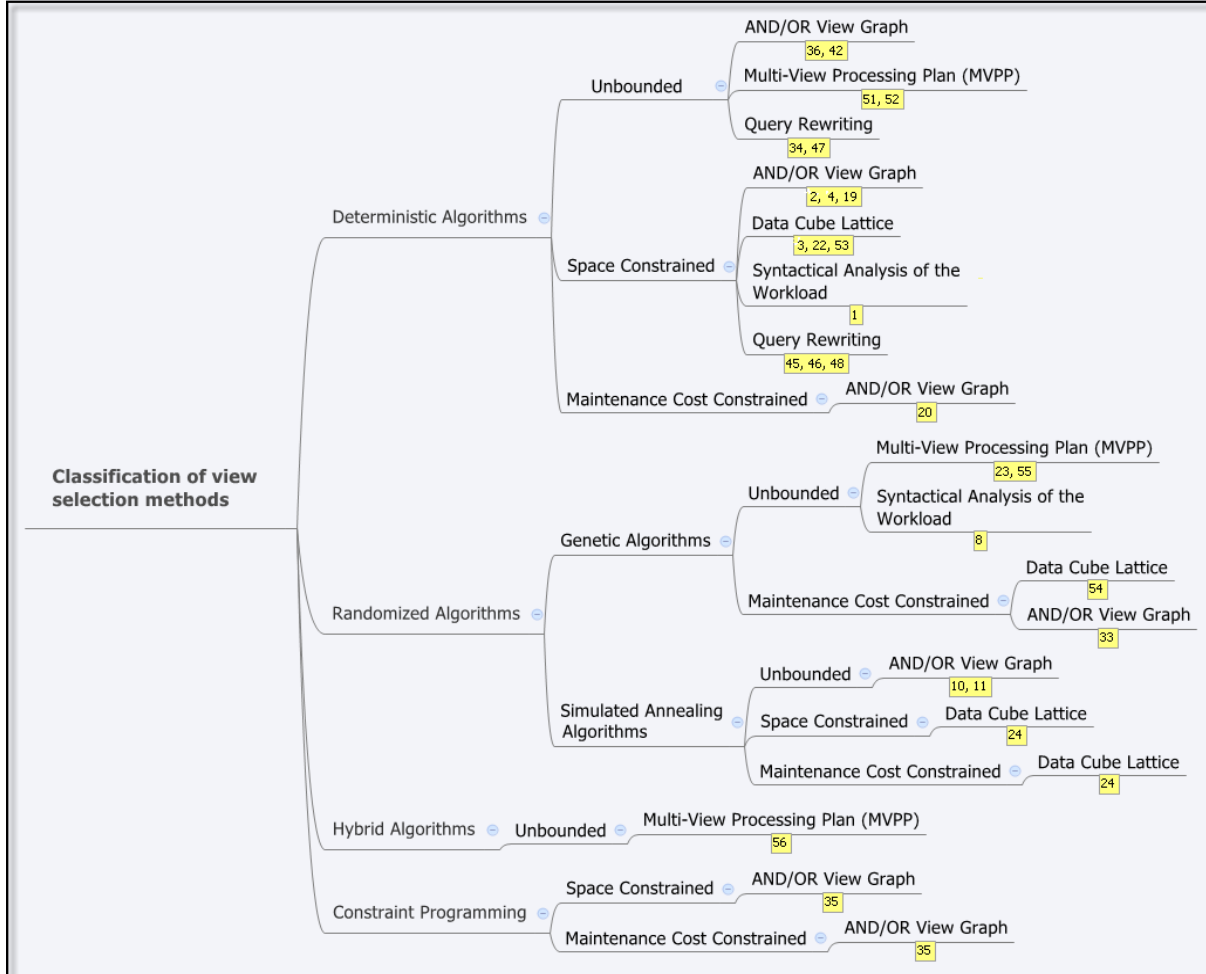 AND/OR View Graph
36, 42
Unbounded
Multi-View Processing Plan (MVPP)
51, 52
Query Rewriting
34, 47
AND/OR View Graph
2, 4, 19
Deterministic Algorithms
Data Cube Lattice
3, 22, 53
Space Constrained
Syntactical Analysis of the
Workload
1
Query Rewriting
45, 46, 48
Maintenance Cost Constrained
AND/OR View Graph
20
Classification of view
selection methods
Multi-View Processing Plan (MVPP)
23, 55
Unbounded
Syntactical Analysis of the
Workload
8
Genetic Algorithms
Data Cube Lattice
54
Maintenance Cost Constrained
AND/OR View Graph
33
Randomized Algorithms
Unbounded
AND/OR View Graph
10, 11
Simulated Annealing
Algorithms
Space Constrained
Data Cube Lattice
24
Maintenance Cost Constrained
Data Cube Lattice
24
Hybrid Algorithms
Unbounded
Multi-View Processing Plan (MVPP)
56
Space Constrained
AND/OR View Graph
35
Constraint Programming
Maintenance Cost Constrained
AND/OR View Graph
35